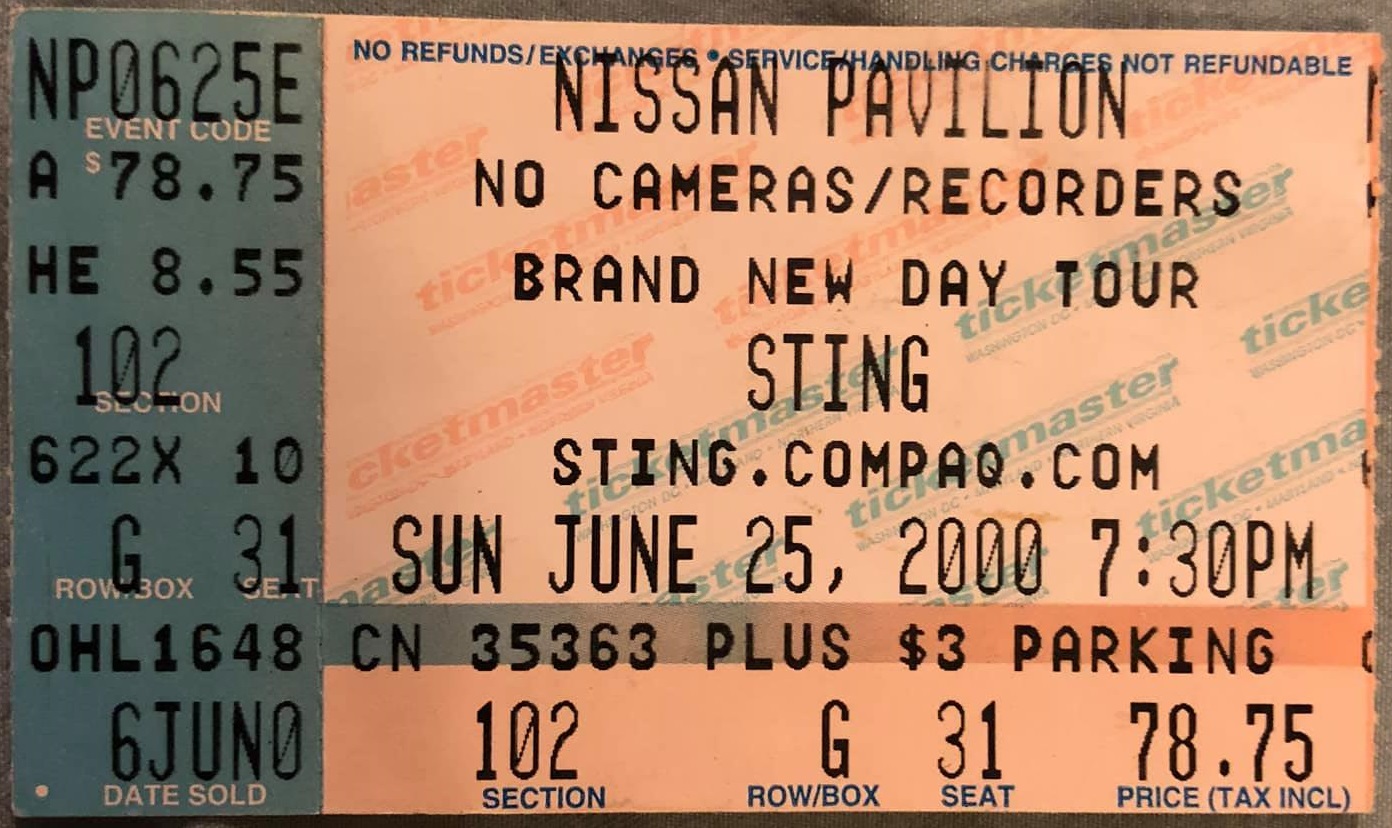 NP0625E
EVENT CODE
A $78.75
HE 8.55
102
SECTION
622X 10
G 31
ROW/BOX SEAT
OHL1648
6JUN0
DATE SOLD
NO REFUNDS/EXCHANGES • SERVICE/HANDLING CHARGES NOT REFUNDABLE
NISSAN PAVILION
NO CAMERAS/RECORDERS
BRAND NEW DAY TOUR
STING
STING.COMPAQ.COM
SUN JUNE 25, 2000 7:30PM
CN 35363 PLUS $3 PARKING
102 G 31 78.75
SECTION ROW/BOX SEAT PRICE (TAX INCL)
ticketmaster